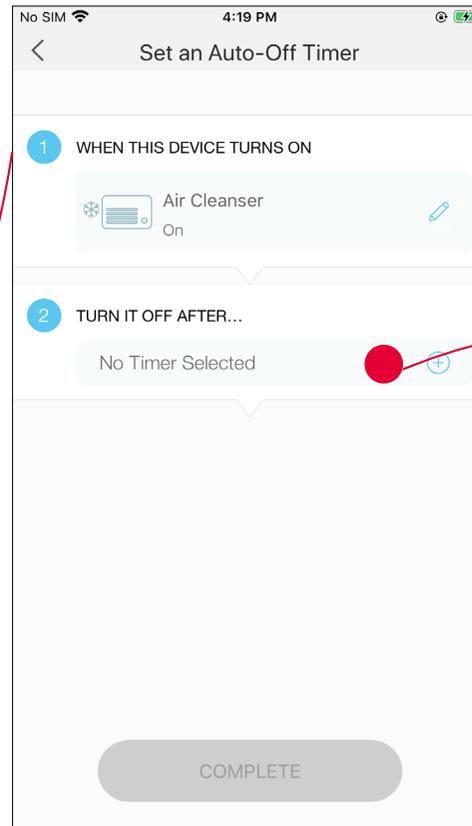 No SIM 4:19 PM
Set an Auto-Off Timer
1 WHEN THIS DEVICE TURNS ON
Air Cleanser
On
2 TURN IT OFF AFTER...
No Timer Selected
COMPLETE